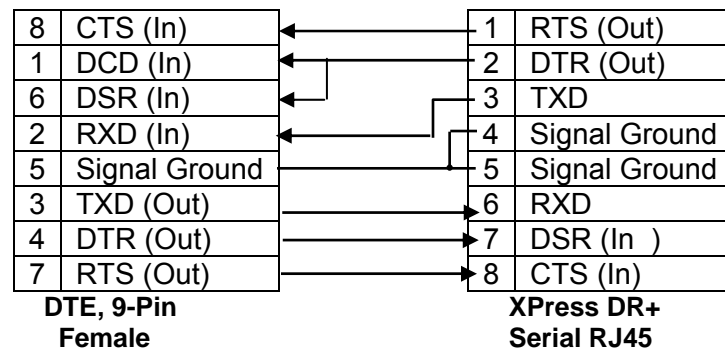 8 CTS (In) 1 RTS (Out)
1 DCD (In) 2 DTR (Out)
6 DSR (In) 3 TXD
2 RXD (In) 4 Signal Ground
5 Signal Ground 5 Signal Ground
3 TXD (Out) 6 RXD
4 DTR (Out) 7 DSR (In )
7 RTS (Out) 8 CTS (In)
DTE, 9-Pin XPress DR+
Female Serial RJ45